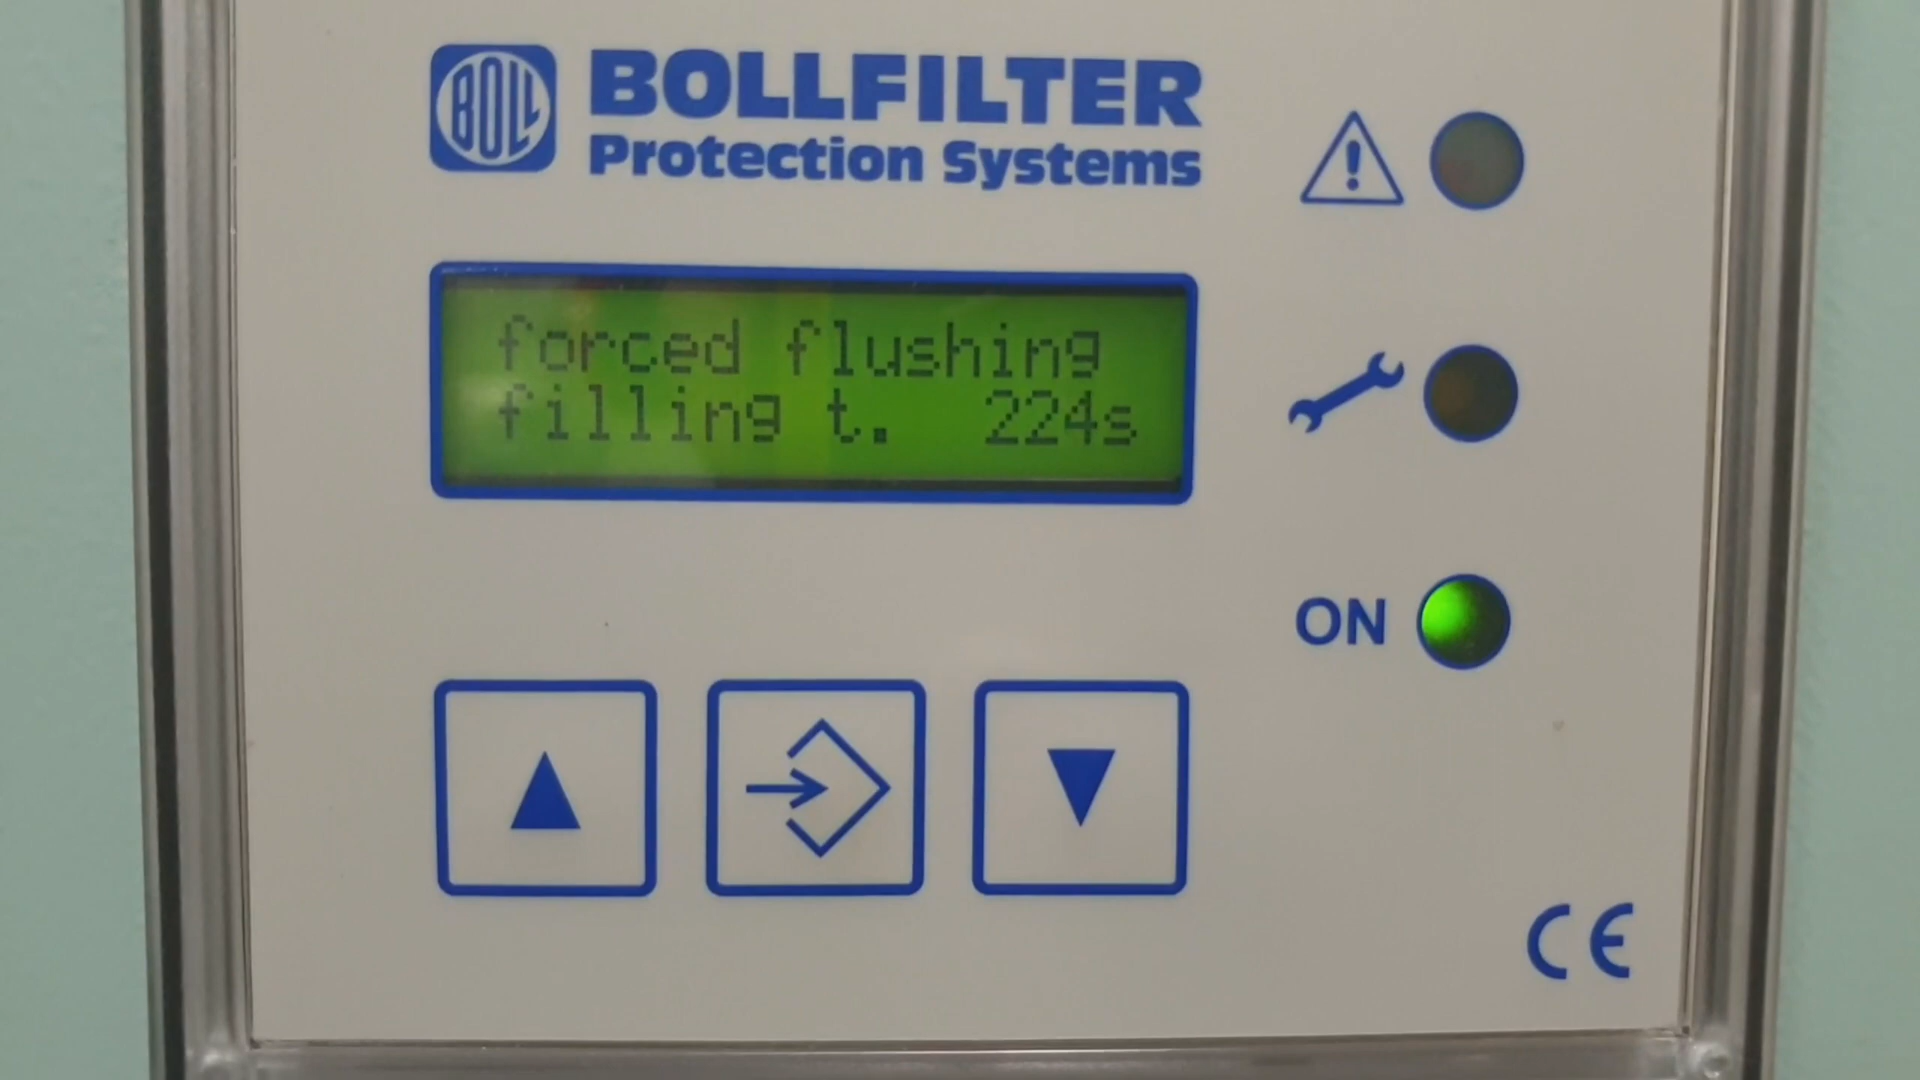 BOLL
BOLLFILTER
Protection Systems
forced flushing
filling t. 224s
ON
CE